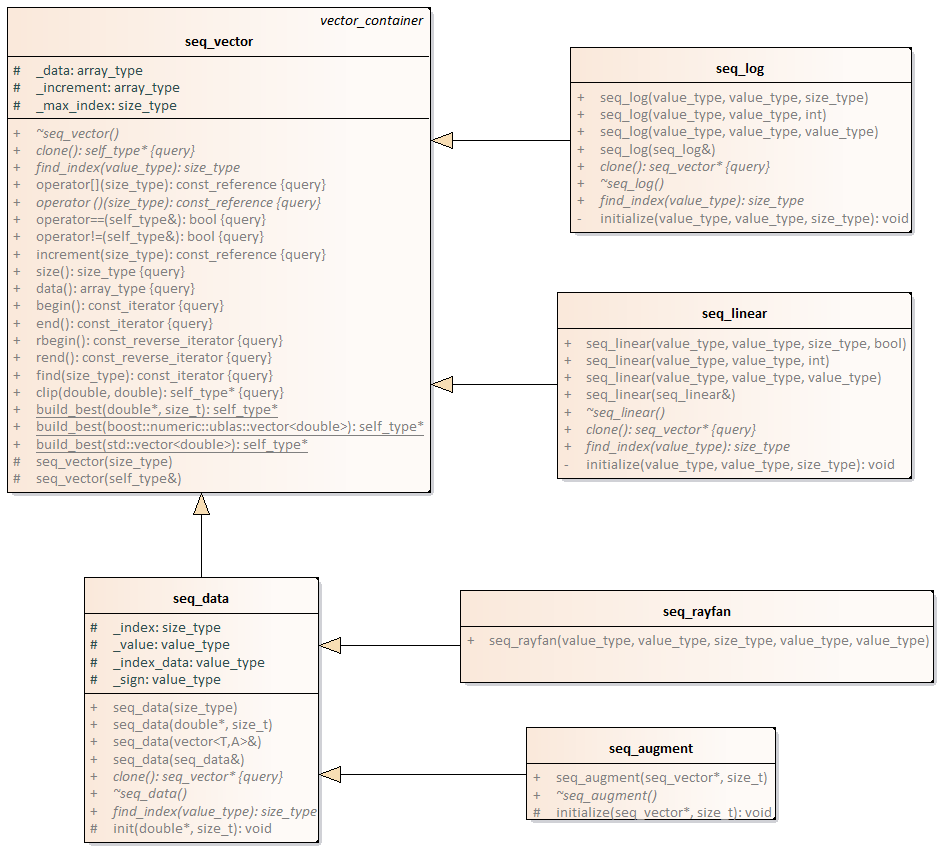 vector_container
seq_vector
# _data: array_type
# _increment: array_type
# _max_index: size_type
+ ~seq_vector()
+ clone(): self_type* {query}
+ find_index(value_type): size_type
+ operator[](size_type): const_reference {query}
+ operator ()(size_type): const_reference {query}
+ operator==(self_type&): bool {query}
+ operator!=(self_type&): bool {query}
+ increment(size_type): const_reference {query}
+ size(): size_type {query}
+ data(): array_type {query}
+ begin(): const_iterator {query}
+ end(): const_iterator {query}
+ rbegin(): const_reverse_iterator {query}
+ rend(): const_reverse_iterator {query}
+ find(size_type): const_iterator {query}
+ clip(double, double): self_type* {query}
+ build_best(double*, size_t): self_type*
+ build_best(boost::numeric::ublas::vector<double>): self_type*
+ build_best(std::vector<double>): self_type*
# seq_vector(size_type)
# seq_vector(self_type&)
seq_log
+ seq_log(value_type, value_type, size_type)
+ seq_log(value_type, value_type, int)
+ seq_log(value_type, value_type, value_type)
+ seq_log(seq_log&)
+ clone(): seq_vector* {query}
+ ~seq_log()
+ find_index(value_type): size_type
- initialize(value_type, value_type, size_type): void
seq_linear
+ seq_linear(value_type, value_type, size_type, bool)
+ seq_linear(value_type, value_type, int)
+ seq_linear(value_type, value_type, value_type)
+ seq_linear(seq_linear&)
+ ~seq_linear()
+ clone(): seq_vector* {query}
+ find_index(value_type): size_type
- initialize(value_type, value_type, size_type): void
seq_data
# _index: size_type
# _value: value_type
# _index_data: value_type
# _sign: value_type
+ seq_data(size_type)
+ seq_data(double*, size_t)
+ seq_data(vector<T,A>&)
+ seq_data(seq_data&)
+ clone(): seq_vector* {query}
+ ~seq_data()
+ find_index(value_type): size_type
# init(double*, size_t): void
seq_rayfan
+ seq_rayfan(value_type, value_type, size_type, value_type, value_type)
seq_augment
+ seq_augment(seq_vector*, size_t)
+ ~seq_augment()
# initialize(seq_vector*, size_t): void